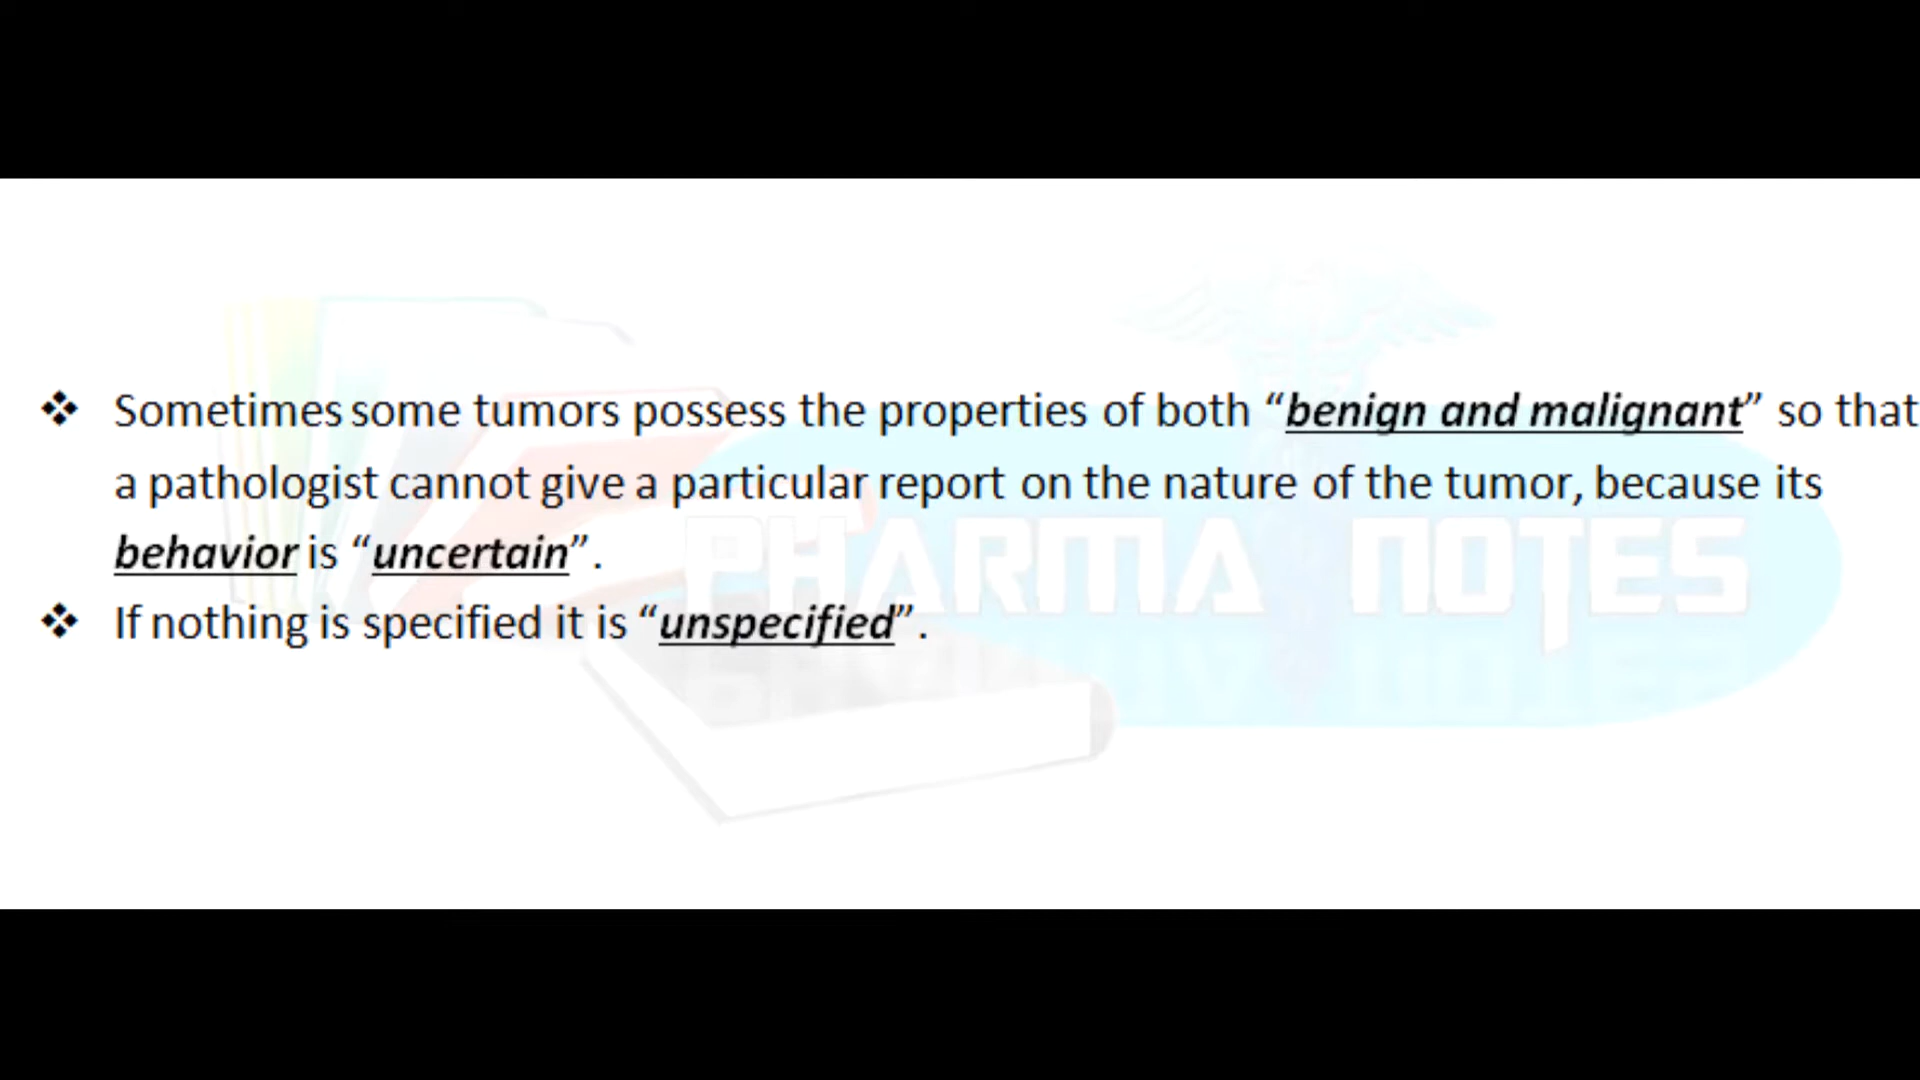 ❖ Sometimes some tumors possess the properties of both “benign and malignant” so that
a pathologist cannot give a particular report on the nature of the tumor, because its
behavior is “uncertain”.
❖ If nothing is specified it is “unspecified”.
PHARMA NOTES